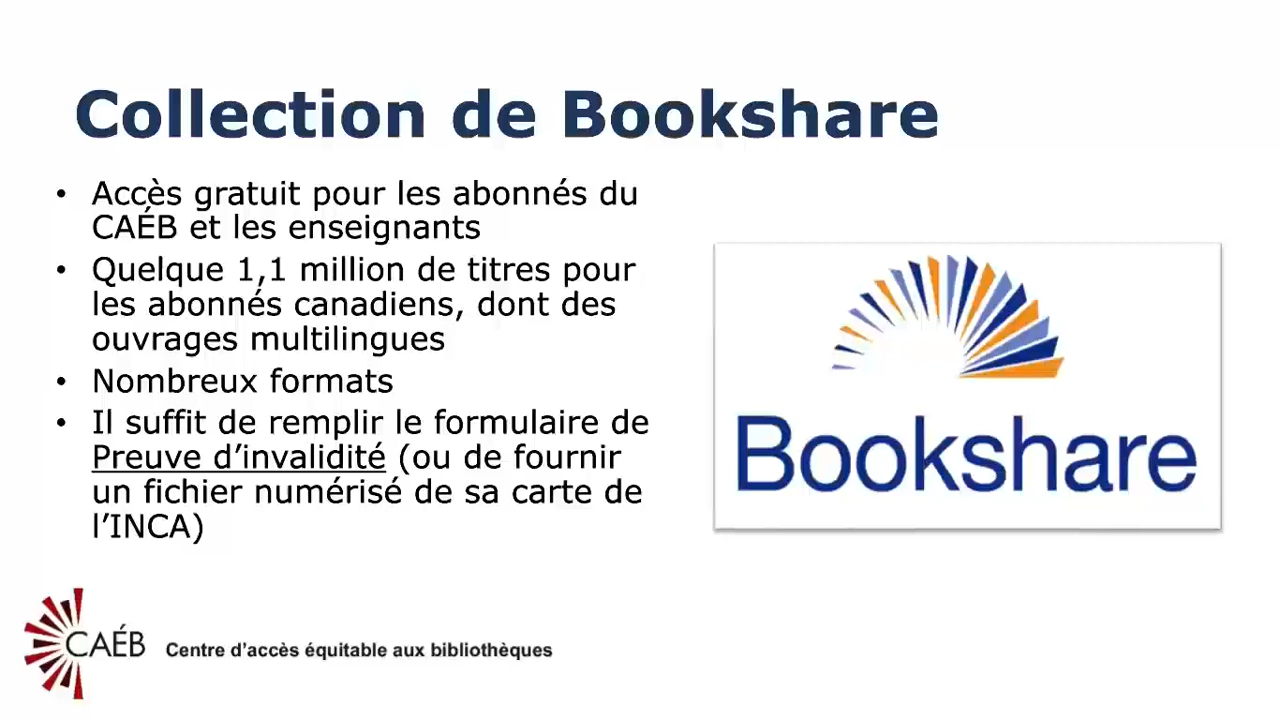 Collection de Bookshare
• Accès gratuit pour les abonnés du
CAÉB et les enseignants
• Quelque 1,1 million de titres pour
les abonnés canadiens, dont des
ouvrages multilingues
• Nombreux formats
• Il suffit de remplir le formulaire de
Preuve d’invalidité (ou de fournir
un fichier numérisé de sa carte de
l’INCA)
Bookshare
CAÉB Centre d’accès équitable aux bibliothèques